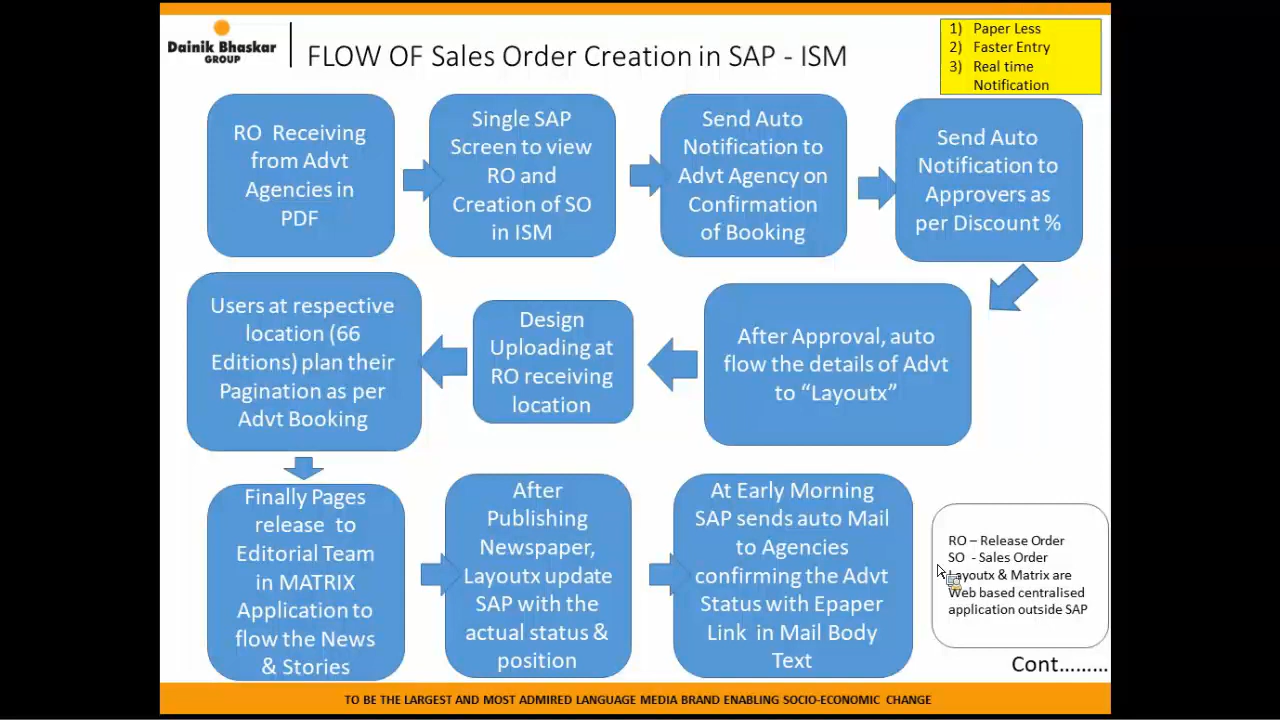 Dainik Bhaskar
GROUP
FLOW OF Sales Order Creation in SAP - ISM
1) Paper Less
2) Faster Entry
3) Real time
Notification
RO Receiving
from Advt
Agencies in
PDF
Single SAP
Screen to view
RO and
Creation of SO
in ISM
Send Auto
Notification to
Advt Agency on
Confirmation
of Booking
Send Auto
Notification to
Approvers as
per Discount %
After Approval, auto
flow the details of Advt
to “Layoutx”
Design
Uploading at
RO receiving
location
Users at respective
location (66
Editions) plan their
Pagination as per
Advt Booking
Finally Pages
release to
Editorial Team
in MATRIX
Application to
flow the News
& Stories
After
Publishing
Newspaper,
Layoutx update
SAP with the
actual status &
position
At Early Morning
SAP sends auto Mail
to Agencies
confirming the Advt
Status with Epaper
Link in Mail Body
Text
RO – Release Order
SO - Sales Order
Layoutx & Matrix are
Web based centralised
application outside SAP
Cont.........
TO BE THE LARGEST AND MOST ADMIRED LANGUAGE MEDIA BRAND ENABLING SOCIO-ECONOMIC CHANGE